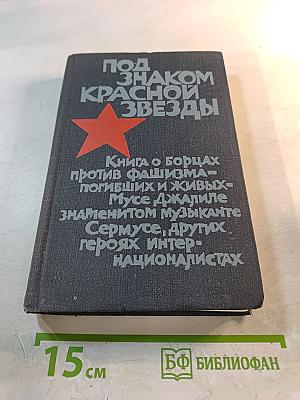 ПОД
ЗНАКОМ
КРАСНОЙ
ЗВЕЗДЫ
Книга о борцах
против фашизма–
погибших и живых–
Мусе Джалиле
знаменитом музыканте
Сермусе, других
героях интер-
националистах
15 см
БФ БИБЛИОФАН